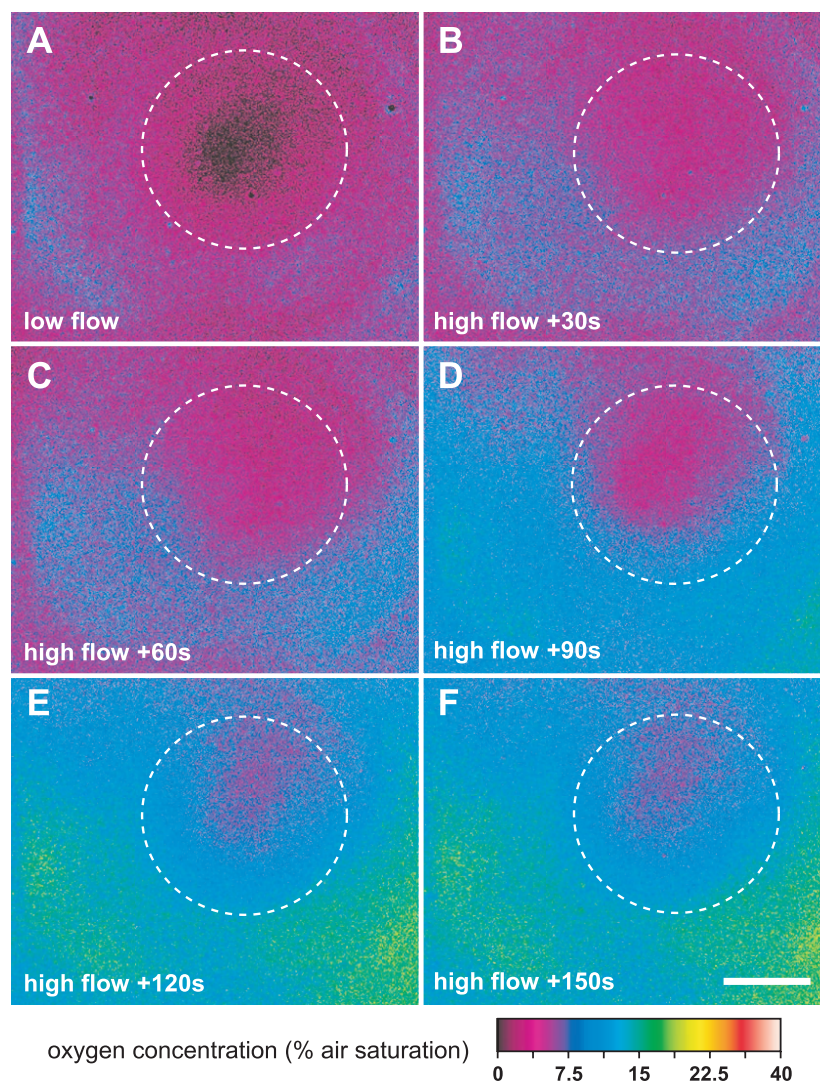 A
B
low flow
high flow +30s
C
D
high flow +60s
high flow +90s
E
F
high flow +120s
high flow +150s
oxygen concentration (% air saturation)
0 7.5 15 22.5 40